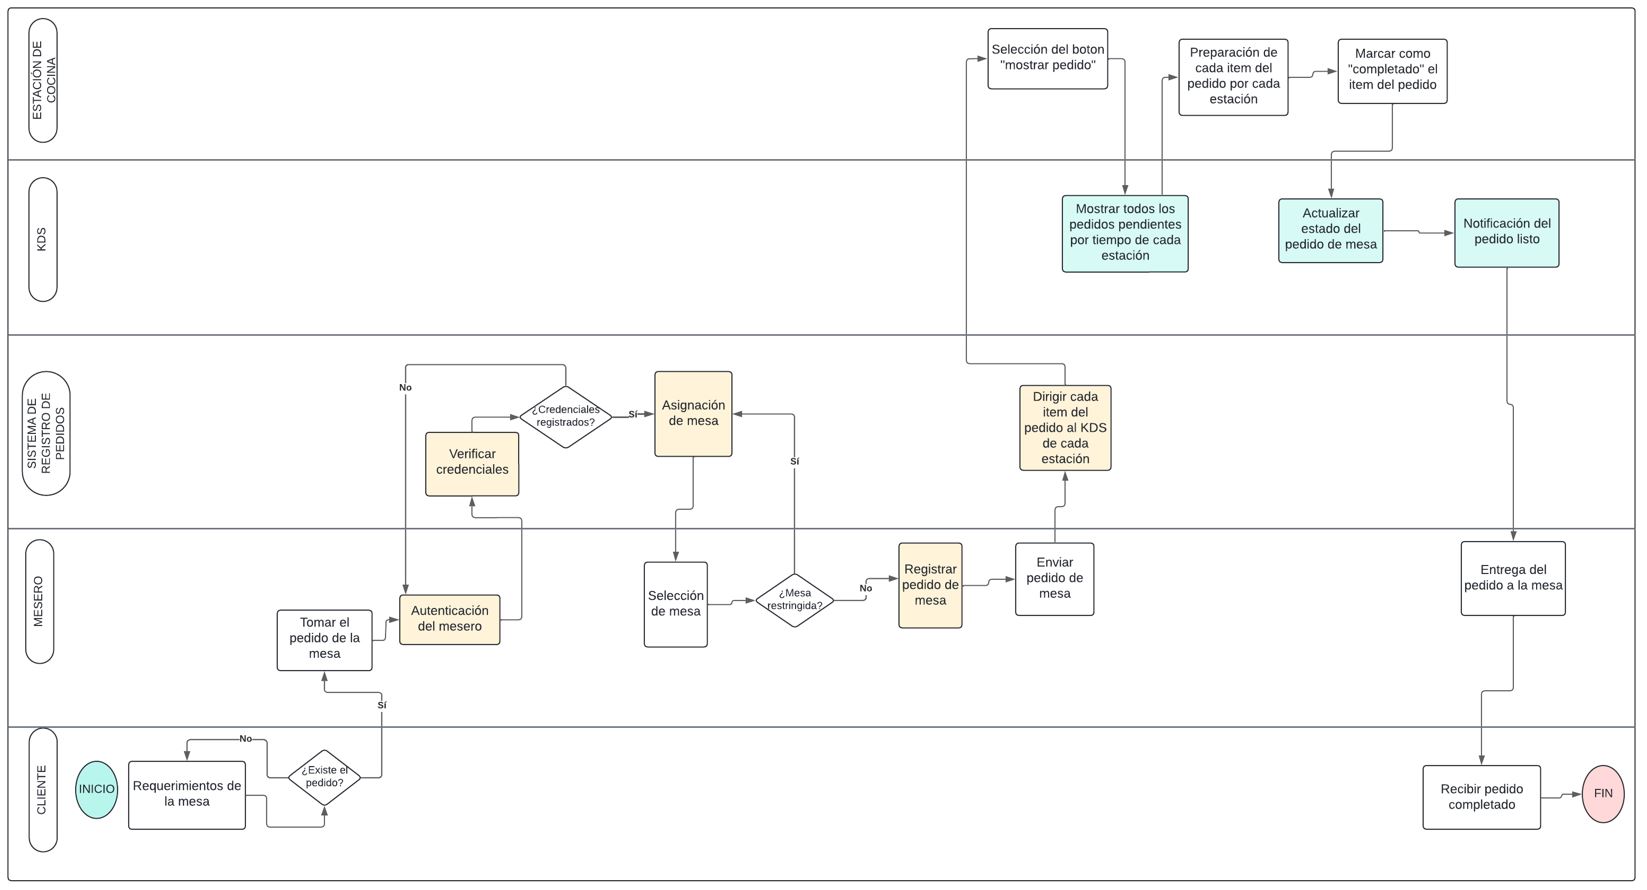 ESTACIÓN DE
COCINA
Selección del boton
"mostrar pedido"
Preparación de
cada item del
pedido por cada
estación
Marcar como
"completado" el
item del pedido
KDS
Mostrar todos los
pedidos pendientes
por tiempo de cada
estación
Actualizar
estado del
pedido de mesa
Notificación del
pedido listo
SISTEMA DE
REGISTRO DE
PEDIDOS
No
Verificar
credenciales
¿Credenciales
registrados?
Sí
Asignación
de mesa
Sí
Dirigir cada
item del
pedido al KDS
de cada
estación
MESERO
Tomar el
pedido de la
mesa
Autenticación
del mesero
Selección
de mesa
¿Mesa
restringida?
No
Registrar
pedido de
mesa
Enviar
pedido de
mesa
Entrega del
pedido a la mesa
Sí
CLIENTE
INICIO
Requerimientos de
la mesa
No
¿Existe el
pedido?
Recibir pedido
completado
FIN